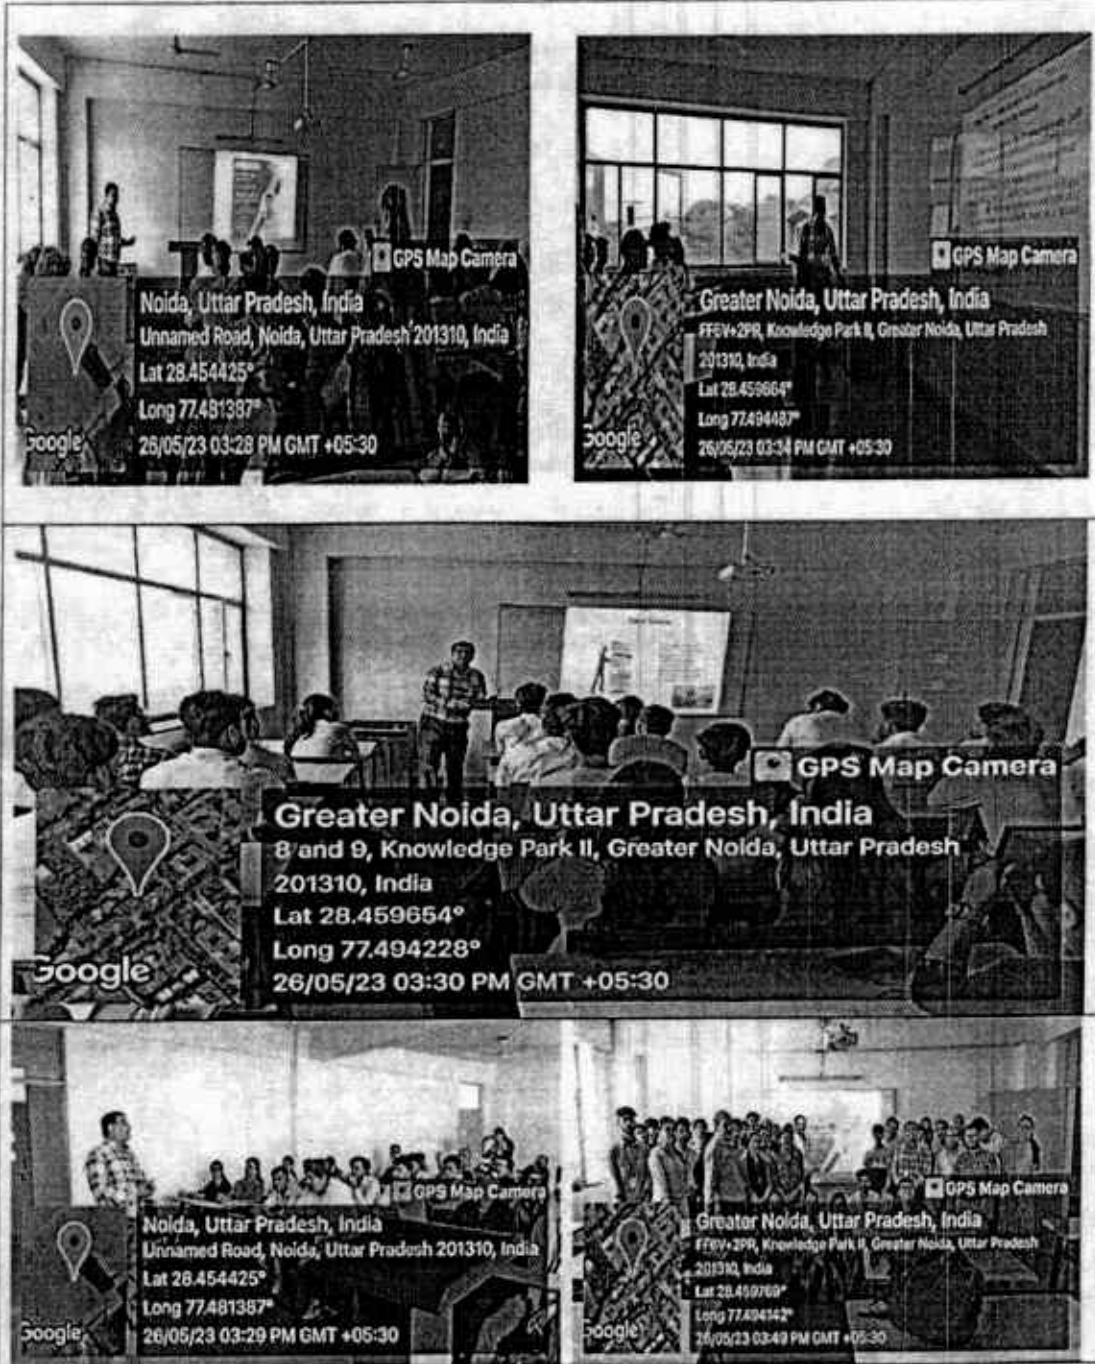 GPS Map Camera
Noida, Uttar Pradesh, India
Unnamed Road, Noida, Uttar Pradesh 201310, India
Lat 28.454425°
Long 77.481387°
26/05/23 03:28 PM GMT +05:30
Google
GPS Map Camera
Greater Noida, Uttar Pradesh, India
FF6V+2PR, Knowledge Park II, Greater Noida, Uttar Pradesh
201310, India
Lat 28.459664°
Long 77.494487°
26/05/23 03:34 PM GMT +05:30
Google
GPS Map Camera
Greater Noida, Uttar Pradesh, India
8 and 9, Knowledge Park II, Greater Noida, Uttar Pradesh
201310, India
Lat 28.459654°
Long 77.494228°
26/05/23 03:30 PM GMT +05:30
Google
GPS Map Camera
Noida, Uttar Pradesh, India
Unnamed Road, Noida, Uttar Pradesh 201310, India
Lat 28.454425°
Long 77.481387°
26/05/23 03:29 PM GMT +05:30
Google
GPS Map Camera
Greater Noida, Uttar Pradesh, India
FF6V+2PR, Knowledge Park II, Greater Noida, Uttar Pradesh
201310, India
Lat 28.459769°
Long 77.494142°
26/05/23 03:49 PM GMT +05:30
Google